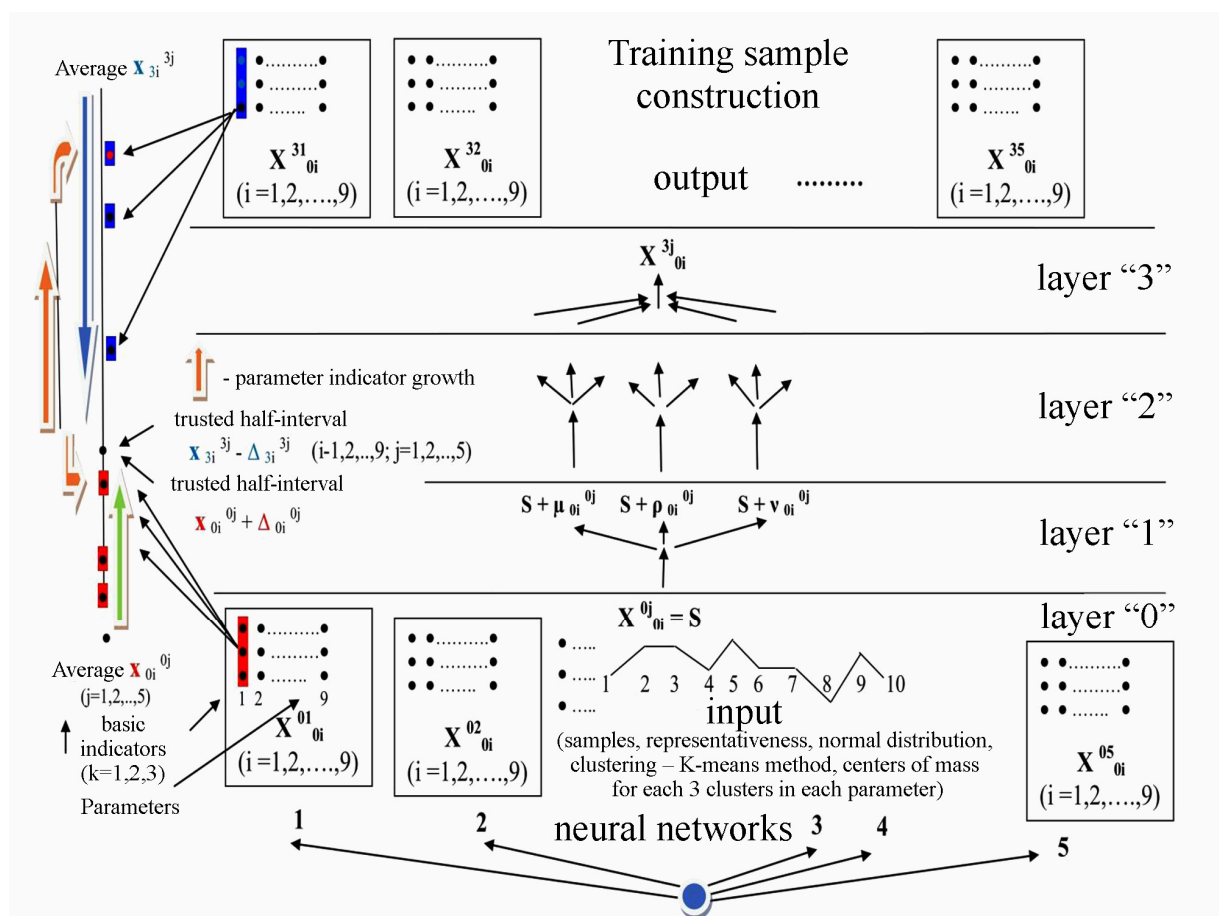 Average x 3i 3j
Training sample
construction
X 31 0i
(i =1,2,….,9)
X 32 0i
(i =1,2,….,9)
output .........
X 35 0i
(i =1,2,….,9)
X 3j 0i
layer “3”
- parameter indicator growth
layer “2”
trusted half-interval
x 3i 3j - Δ 3i 3j (i-1,2,..,9; j=1,2,..,5)
trusted half-interval
x 0i 0j + Δ 0i 0j
S + μ 0i 0j S + ρ 0i 0j S + ν 0i 0j
layer “1”
layer “0”
X 0j 0i = S
Average x 0i 0j
(j=1,2,..,5)
basic
indicators
(k=1,2,3)
Parameters
1 2 9
X 01 0i
(i =1,2,….,9)
X 02 0i
(i =1,2,….,9)
1 2 3 4 5 6 7 8 9 10
input
(samples, representativeness, normal distribution,
clustering – K-means method, centers of mass
for each 3 clusters in each parameter)
X 05 0i
(i =1,2,….,9)
neural networks
1 2 3 4 5